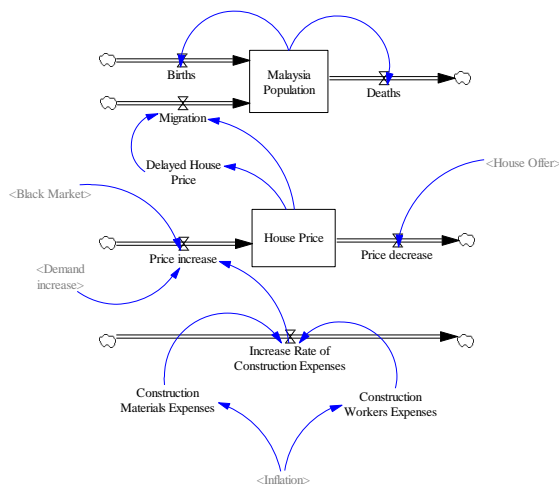 Malaysia
Population
Births
Deaths
Migration
Delayed House
Price
<House Offer>
<Black Market>
House Price
Price increase
Price decrease
<Demand
increase>
Increase Rate of
Construction Expenses
Construction
Materials Expenses
Construction
Workers Expenses
<Inflation>